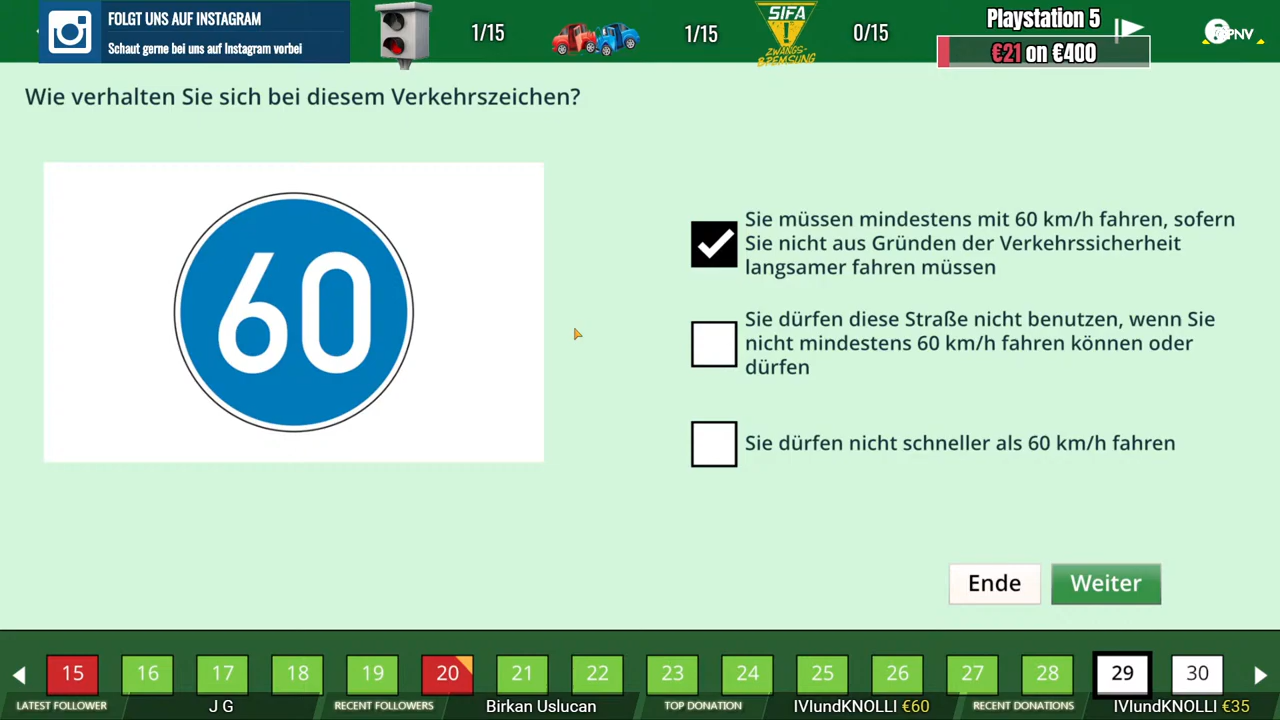 FOLGT UNS AUF INSTAGRAM
Schaut gerne bei uns auf Instagram vorbei
1/15
1/15
SIFA
ZWANGS-
BREMSUNG
0/15
Playstation 5
€21 on €400
Wie verhalten Sie sich bei diesem Verkehrszeichen?
60
Sie müssen mindestens mit 60 km/h fahren, sofern
Sie nicht aus Gründen der Verkehrssicherheit
langsamer fahren müssen
Sie dürfen diese Straße nicht benutzen, wenn Sie
nicht mindestens 60 km/h fahren können oder
dürfen
Sie dürfen nicht schneller als 60 km/h fahren
Ende
Weiter
15 16 17 18 19 20 21 22 23 24 25 26 27 28 29 30
LATEST FOLLOWER J G RECENT FOLLOWERS Birkan Uslucan TOP DONATION IVIundKNOLLI €60 RECENT DONATIONS IVIundKNOLLI €35